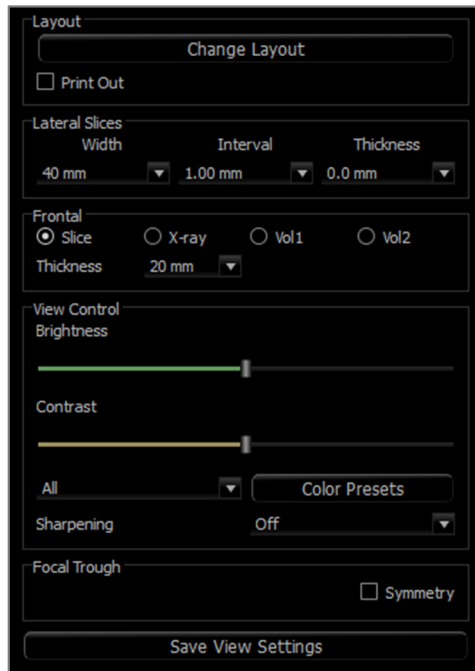 Layout
Change Layout
Print Out
Lateral Slices
Width Interval Thickness
40 mm 1.00 mm 0.0 mm
Frontal
Slice X-ray Vol1 Vol2
Thickness 20 mm
View Control
Brightness
Contrast
All Color Presets
Sharpening Off
Focal Trough
Symmetry
Save View Settings